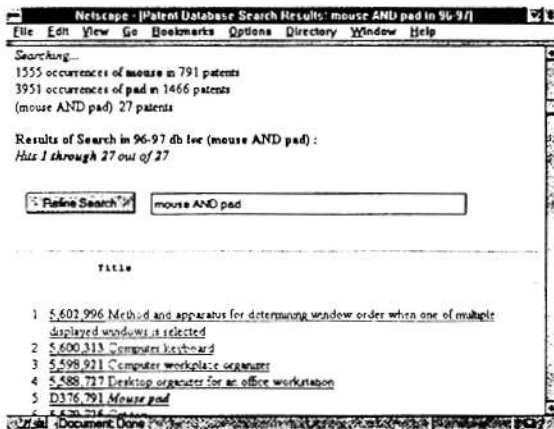 Netscape - [Patent Database Search Results: mouse AND pad in 96-97]
File Edit View Go Bookmarks Options Directory Window Help
Searching...
1555 occurrences of mouse in 791 patents
3951 occurrences of pad in 1466 patents
(mouse AND pad) 27 patents
Results of Search in 96-97 db for (mouse AND pad) :
Hits 1 through 27 out of 27
Refine Search
mouse AND pad
Title
1 5,602,996 Method and apparatus for determining window order when one of multiple
displayed windows is selected
2 5,600,313 Computer keyboard
3 5,598,921 Computer workplace organizer
4 5,588,727 Desktop organizer for an office workstation
5 D376,791 Mouse pad
Document: Done